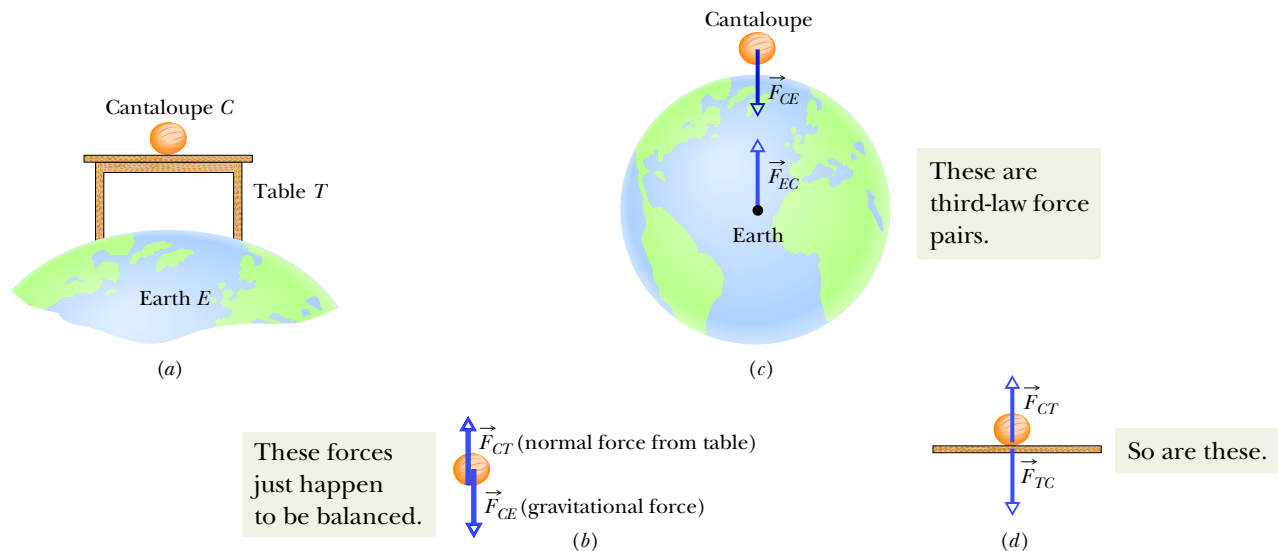 Cantaloupe C
Table T
Earth E
(a)
Cantaloupe
F⃗CE
F⃗EC
Earth
These are
third-law force
pairs.
(c)
These forces
just happen
to be balanced.
F⃗CT (normal force from table)
F⃗CE (gravitational force)
(b)
F⃗CT
F⃗TC
So are these.
(d)